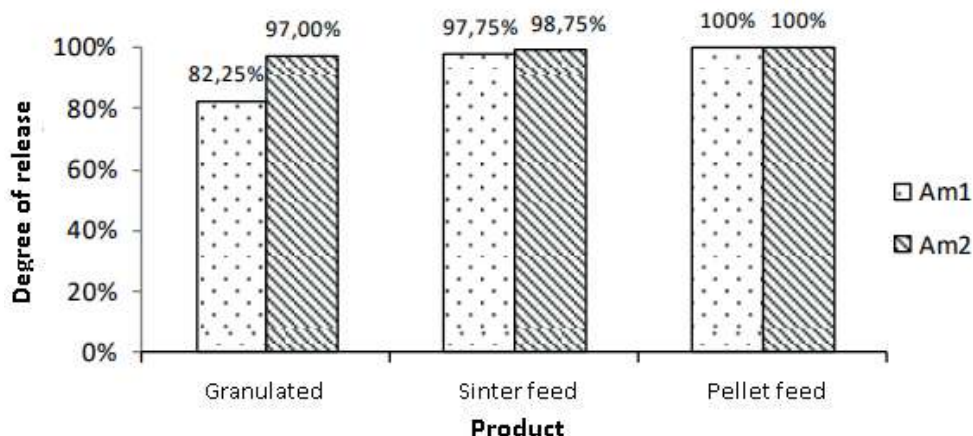 97,00%
97,75%
98,75%
100%
100%
82,25%
100%
80%
60%
40%
20%
0%
Degree of release
Granulated
Sinter feed
Pellet feed
Product
Am1
Am2